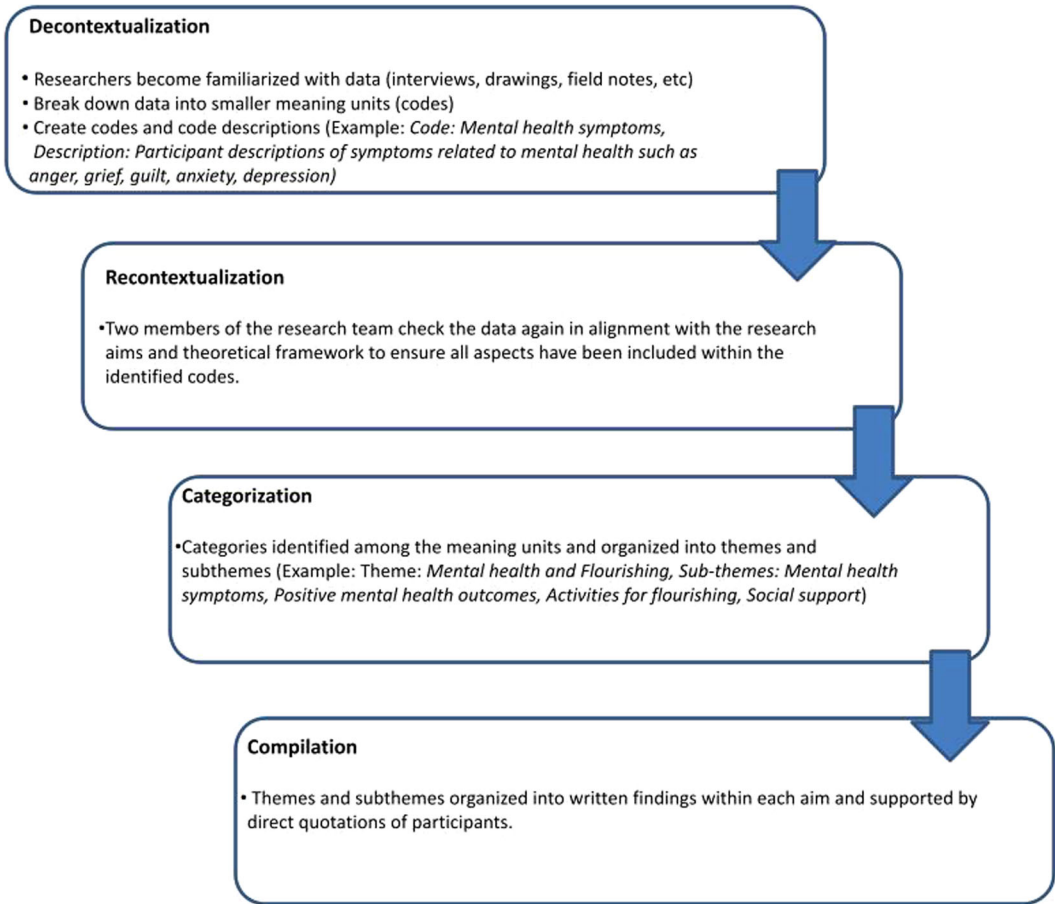 Decontextualization
• Researchers become familiarized with data (interviews, drawings, field notes, etc)
• Break down data into smaller meaning units (codes)
• Create codes and code descriptions (Example: Code: Mental health symptoms,
Description: Participant descriptions of symptoms related to mental health such as
anger, grief, guilt, anxiety, depression)
Recontextualization
•Two members of the research team check the data again in alignment with the research
aims and theoretical framework to ensure all aspects have been included within the
identified codes.
Categorization
•Categories identified among the meaning units and organized into themes and
subthemes (Example: Theme: Mental health and Flourishing, Sub-themes: Mental health
symptoms, Positive mental health outcomes, Activities for flourishing, Social support)
Compilation
• Themes and subthemes organized into written findings within each aim and supported by
direct quotations of participants.